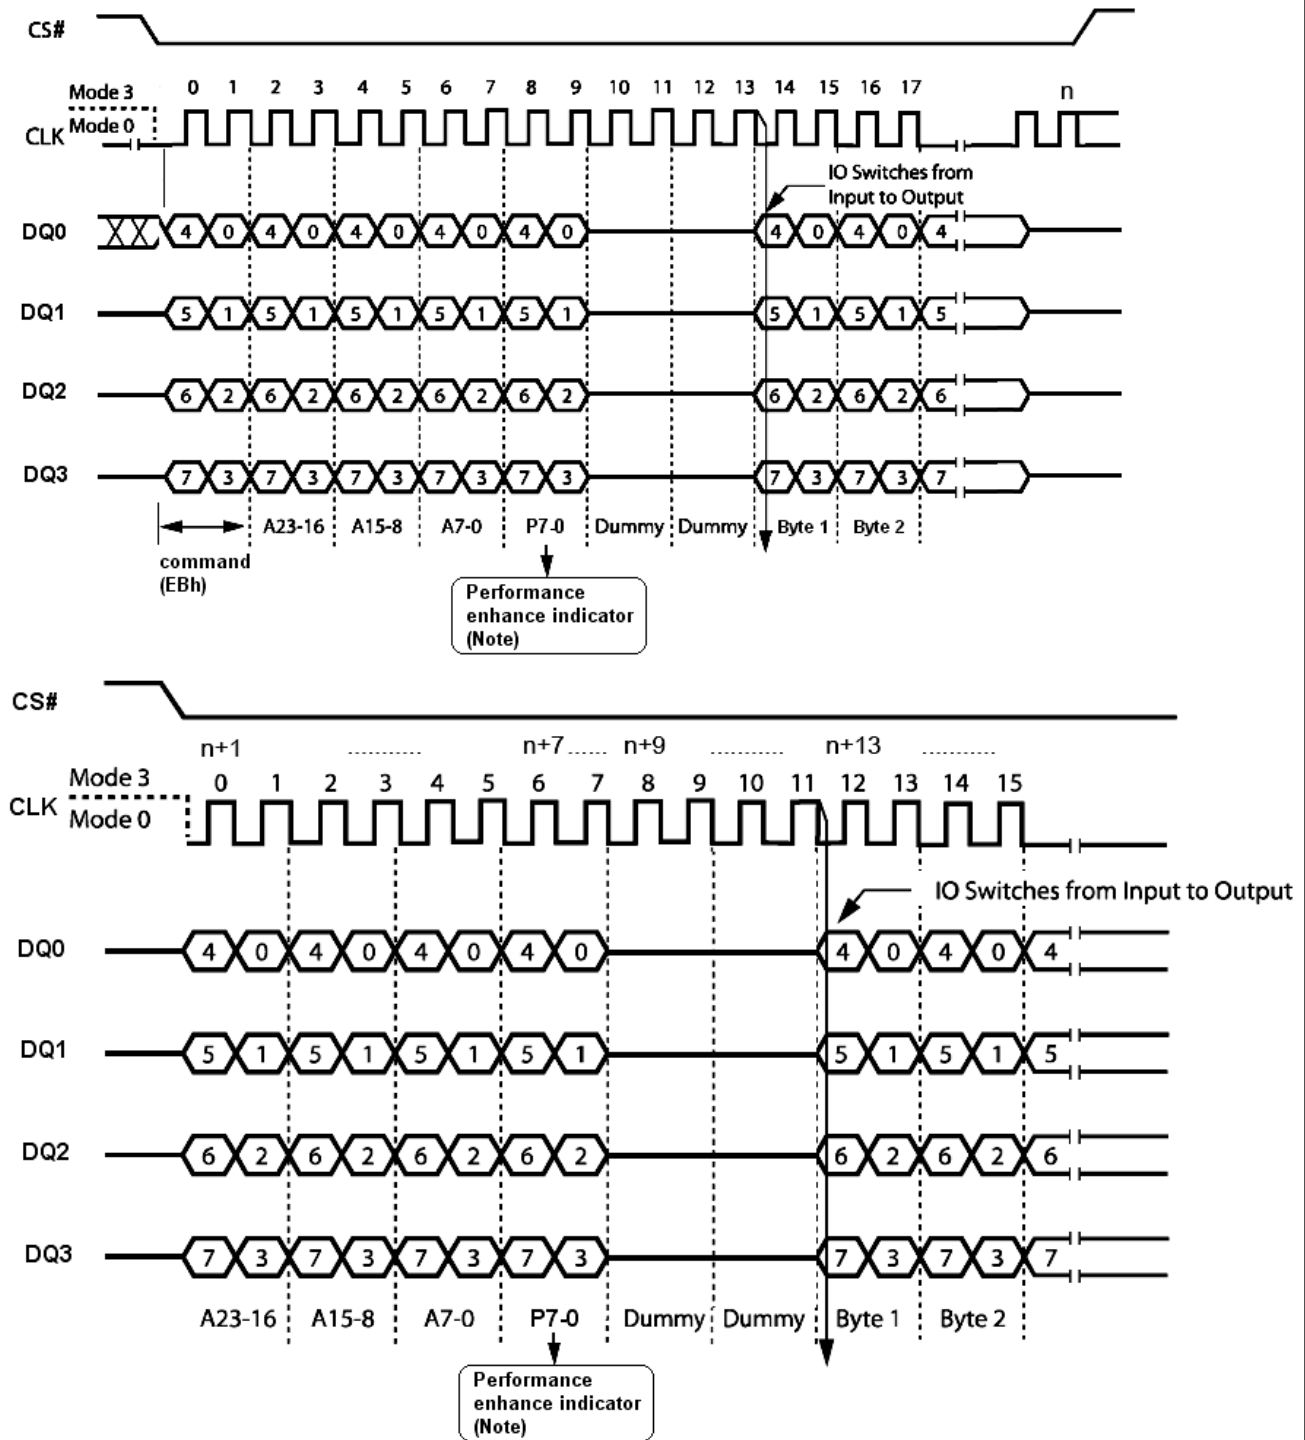 CS#
0 1 2 3 4 5 6 7 8 9 10 11 12 13 14 15 16 17 n
Mode 3
CLK Mode 0
IO Switches from
Input to Output
DQ0 4 0 4 0 4 0 4 0 4 0 4 0 4 0 4
DQ1 5 1 5 1 5 1 5 1 5 1 5 1 5 1 5
DQ2 6 2 6 2 6 2 6 2 6 2 6 2 6 2 6
DQ3 7 3 7 3 7 3 7 3 7 3 7 3 7 3 7
A23-16 A15-8 A7-0 P7-0 Dummy Dummy Byte 1 Byte 2
command
(EBh)
Performance
enhance indicator
(Note)
CS#
n+1 ............ n+7 ...... n+9 ............ n+13 ............
Mode 3 0 1 2 3 4 5 6 7 8 9 10 11 12 13 14 15
CLK Mode 0
IO Switches from Input to Output
DQ0 4 0 4 0 4 0 4 0 4 0 4 0 4
DQ1 5 1 5 1 5 1 5 1 5 1 5 1 5
DQ2 6 2 6 2 6 2 6 2 6 2 6 2 6
DQ3 7 3 7 3 7 3 7 3 7 3 7 3 7
A23-16 A15-8 A7-0 P7-0 Dummy Dummy Byte 1 Byte 2
Performance
enhance indicator
(Note)